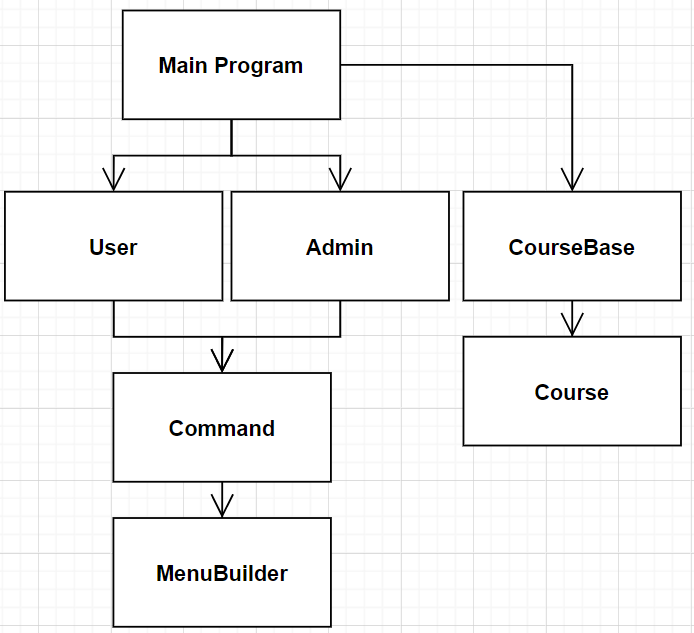 Main Program
User
Admin
CourseBase
Course
Command
MenuBuilder